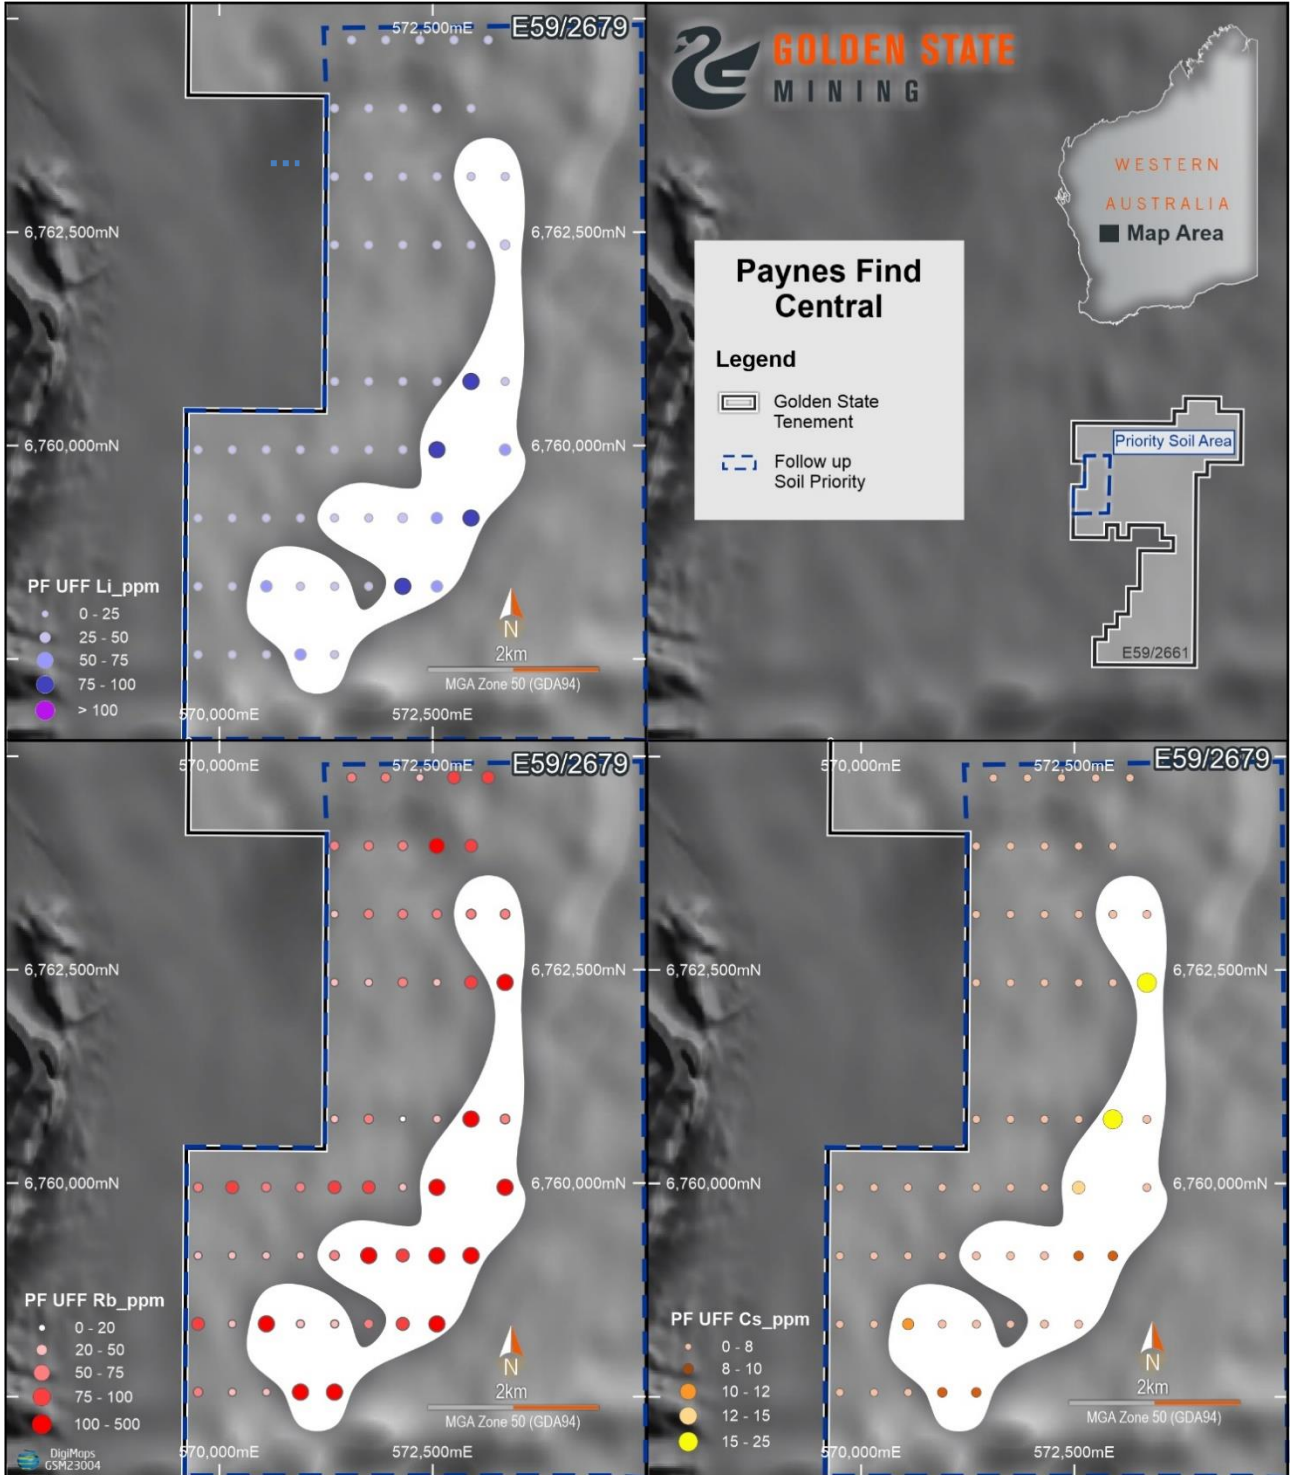 572,500mE
E59/2679
6,762,500mN
6,762,500mN
6,760,000mN
6,760,000mN
PF UFF Li_ppm
0 - 25
25 - 50
50 - 75
75 - 100
> 100
N
2km
MGA Zone 50 (GDA94)
570,000mE
572,500mE
GOLDEN STATE
MINING
WESTERN
AUSTRALIA
Map Area
Paynes Find
Central
Legend
Golden State
Tenement
Follow up
Soil Priority
Priority Soil Area
E59/2661
570,000mE
572,500mE
E59/2679
6,762,500mN
6,762,500mN
6,760,000mN
6,760,000mN
PF UFF Rb_ppm
0 - 20
20 - 50
50 - 75
75 - 100
100 - 500
N
2km
MGA Zone 50 (GDA94)
DigiMaps
GSM23004
570,000mE
572,500mE
570,000mE
572,500mE
E59/2679
6,762,500mN
6,760,000mN
PF UFF Cs_ppm
0 - 8
8 - 10
10 - 12
12 - 15
15 - 25
N
2km
MGA Zone 50 (GDA94)
570,000mE
572,500mE